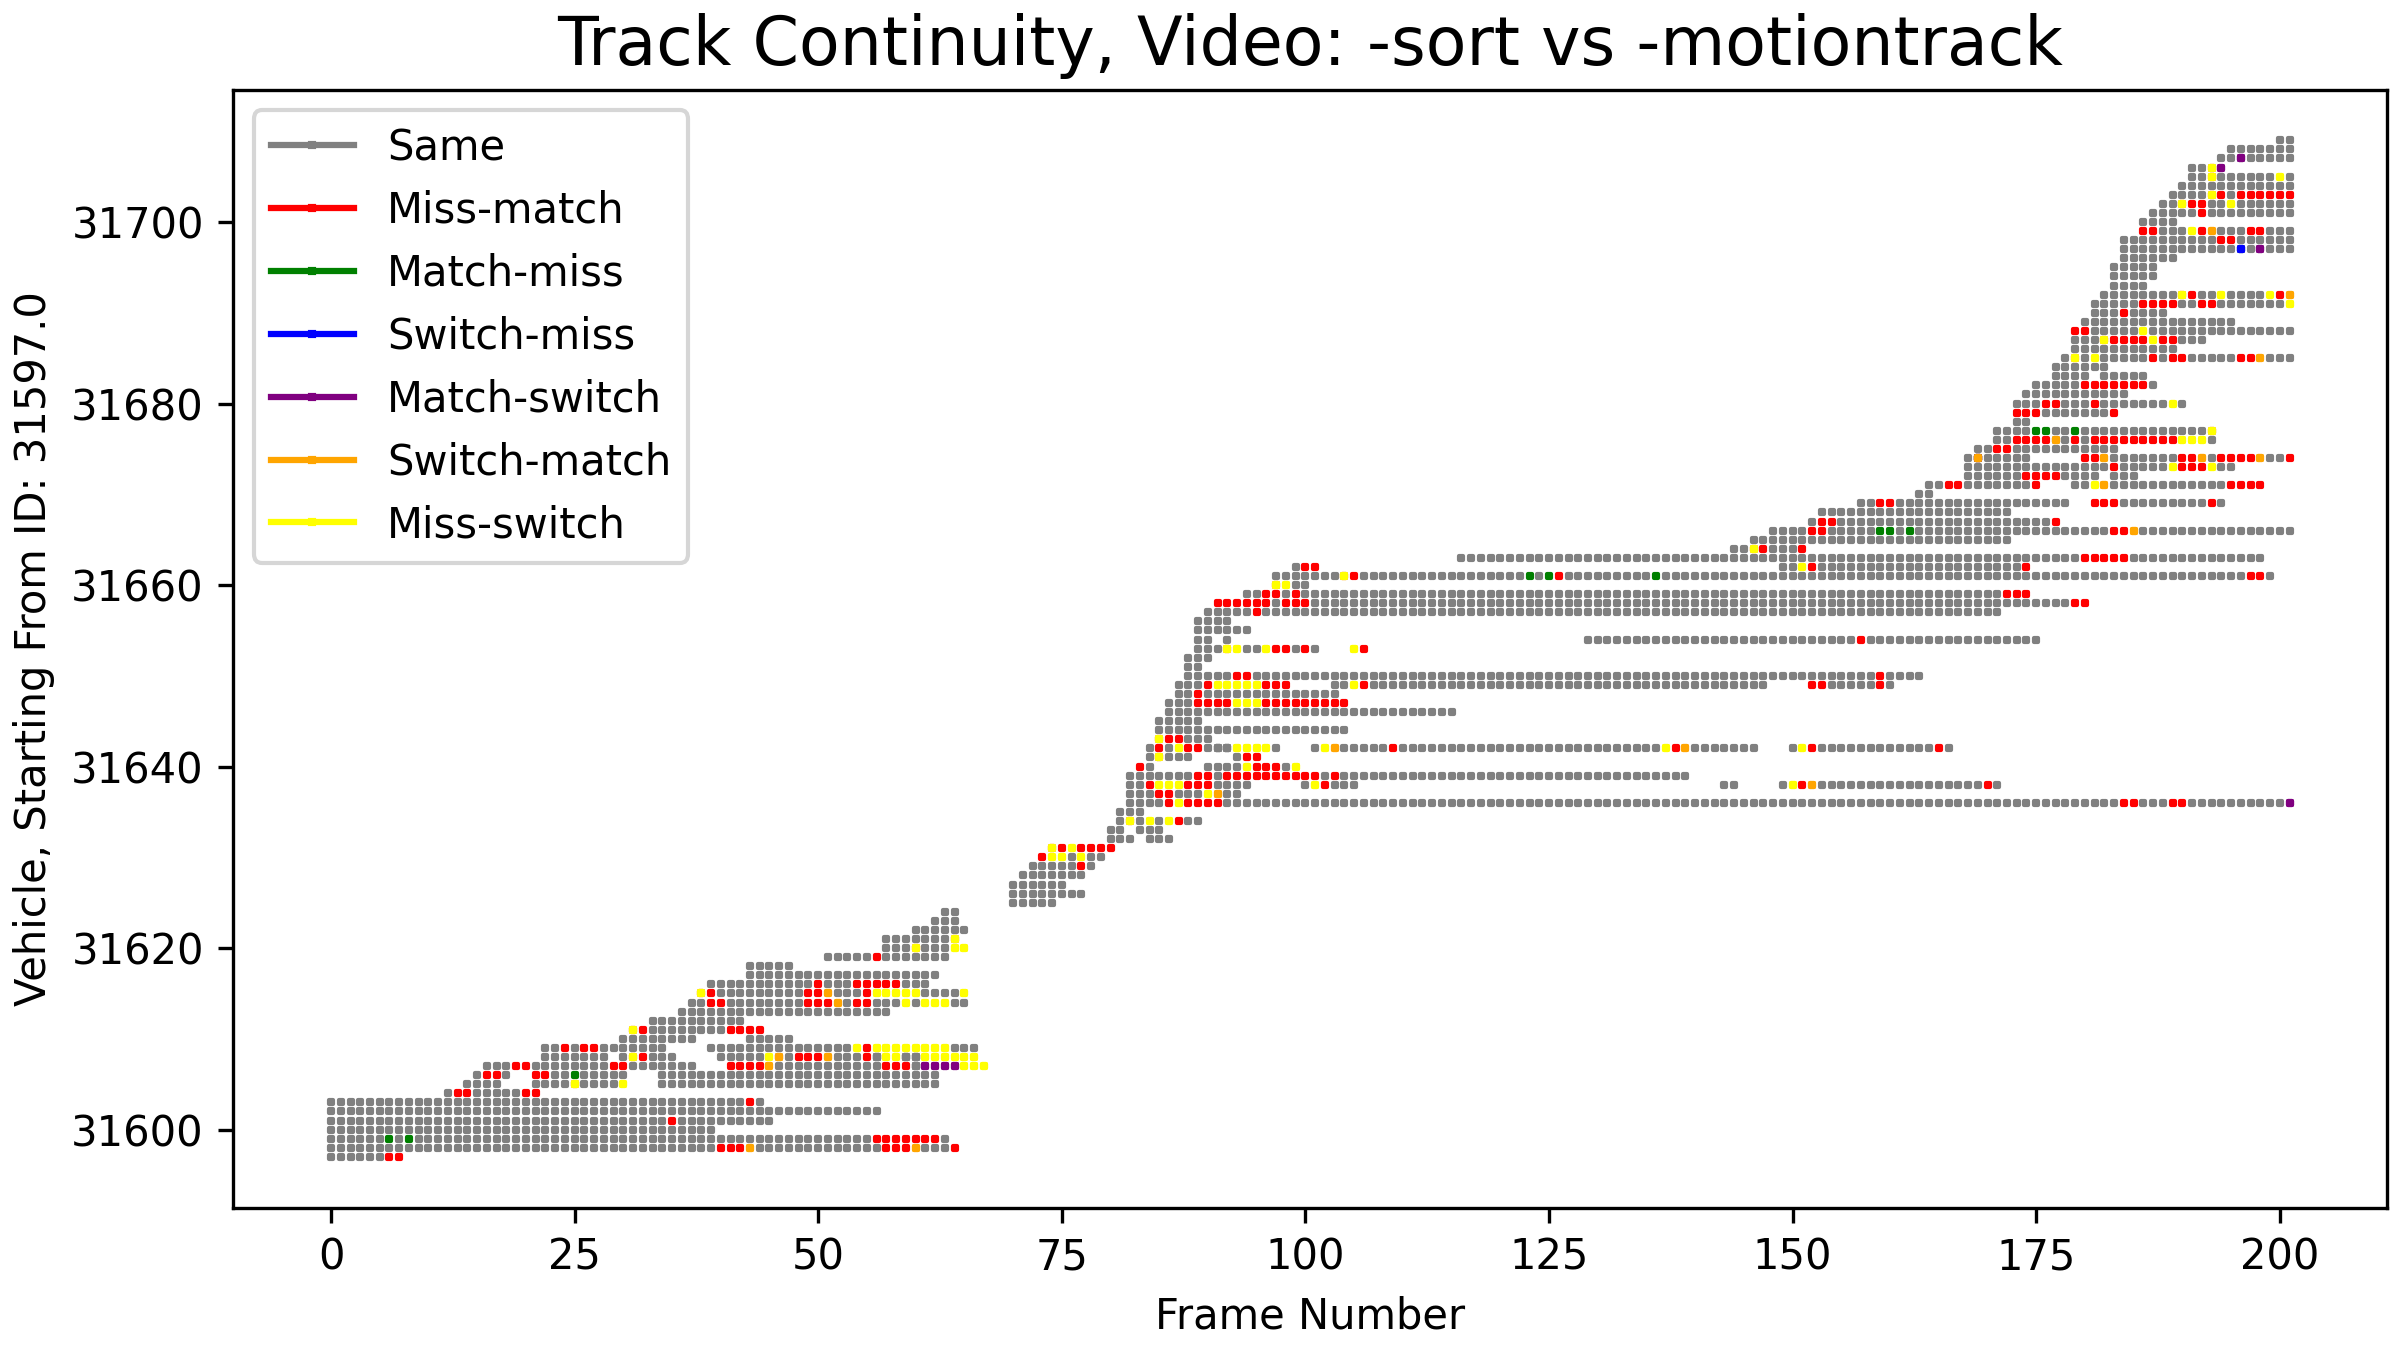 Track Continuity, Video: -sort vs -motiontrack
Same
Miss-match
Match-miss
Switch-miss
Match-switch
Switch-match
Miss-switch
31700
31680
31660
31640
31620
31600
Vehicle, Starting From ID: 31597.0
0 25 50 75 100 125 150 175 200
Frame Number